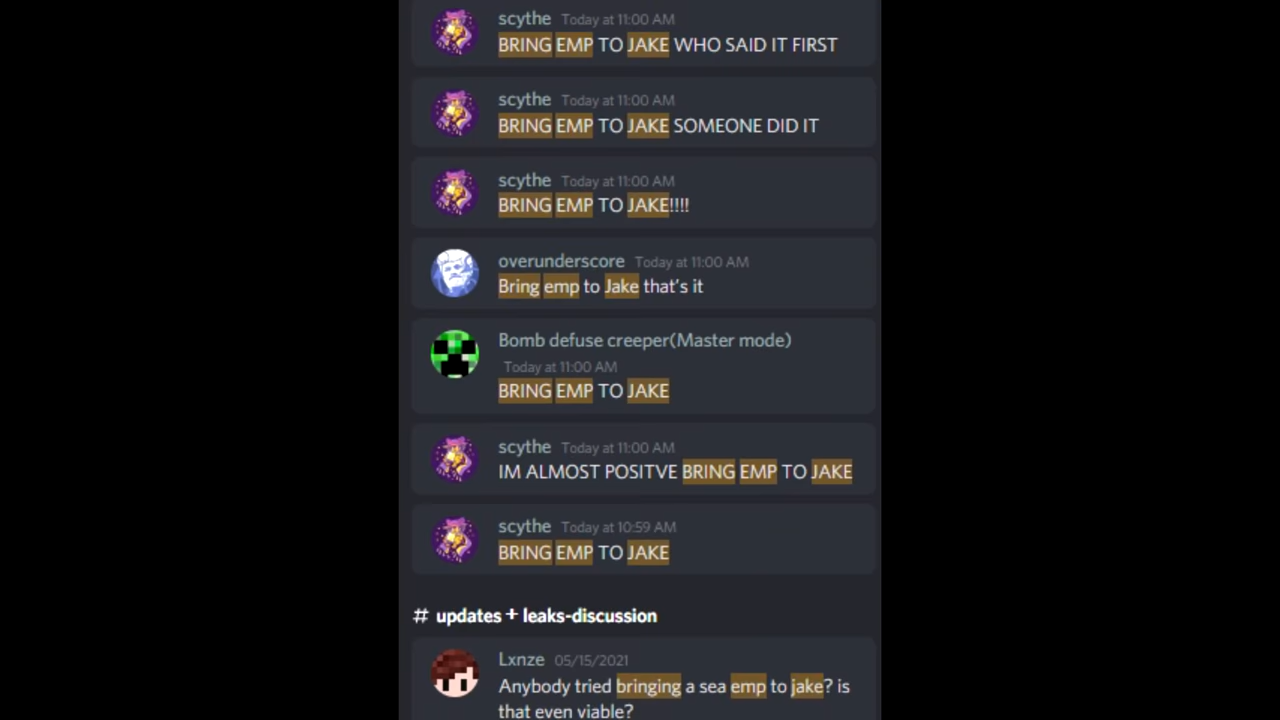 scythe Today at 11:00 AM
BRING EMP TO JAKE WHO SAID IT FIRST
scythe Today at 11:00 AM
BRING EMP TO JAKE SOMEONE DID IT
scythe Today at 11:00 AM
BRING EMP TO JAKE!!!!
overunderscore Today at 11:00 AM
Bring emp to Jake that's it
Bomb defuse creeper(Master mode)
Today at 11:00 AM
BRING EMP TO JAKE
scythe Today at 11:00 AM
IM ALMOST POSITVE BRING EMP TO JAKE
scythe Today at 10:59 AM
BRING EMP TO JAKE
# updates + leaks-discussion
Lxnze 05/15/2021
Anybody tried bringing a sea emp to jake? is
that even viable?